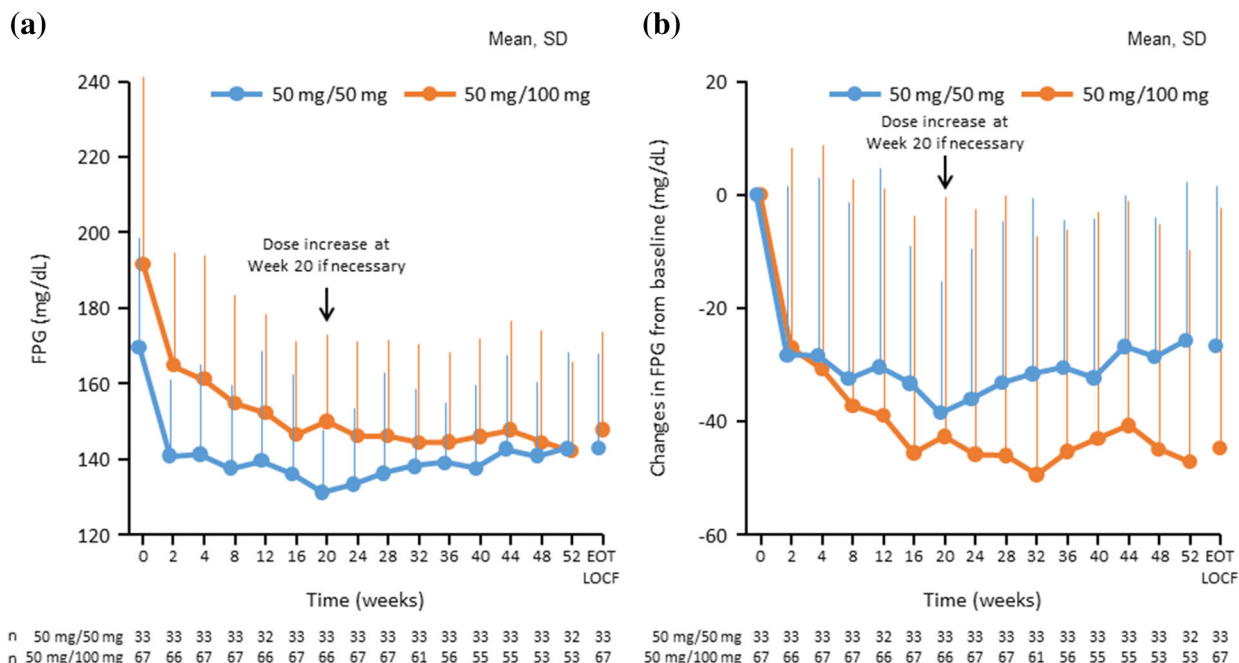 (a)
Mean, SD
50 mg/50 mg
50 mg/100 mg
Dose increase at
Week 20 if necessary
FPG (mg/dL)
240
220
200
180
160
140
120
0 2 4 8 12 16 20 24 28 32 36 40 44 48 52 EOT
LOCF
Time (weeks)
n 50 mg/50 mg 33 33 33 33 32 33 33 33 33 33 33 33 33 33 32 33
n 50 mg/100 mg 67 66 67 67 66 67 66 67 67 61 56 55 55 53 53 67
(b)
Mean, SD
50 mg/50 mg
50 mg/100 mg
Dose increase at
Week 20 if necessary
Changes in FPG from baseline (mg/dL)
20
0
-20
-40
-60
0 2 4 8 12 16 20 24 28 32 36 40 44 48 52 EOT
LOCF
Time (weeks)
50 mg/50 mg 33 33 33 33 32 33 33 33 33 33 33 33 33 33 32 33
50 mg/100 mg 67 66 67 67 66 67 66 67 67 61 56 55 55 53 53 67